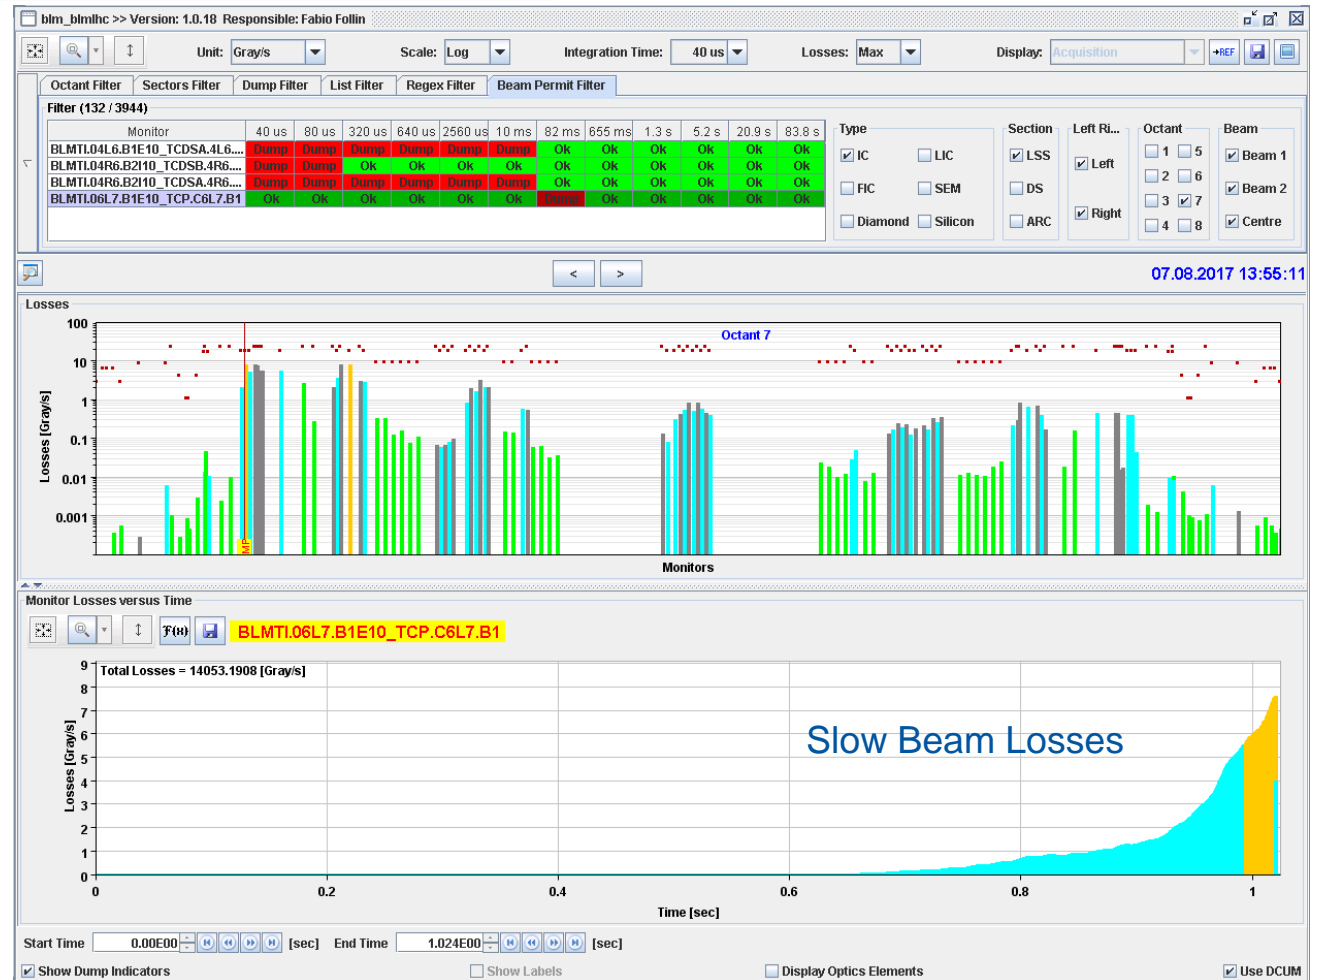 blm_blmlhc >> Version: 1.0.18 Responsible: Fabio Follin
Unit: Gray/s Scale: Log Integration Time: 40 us Losses: Max Display: Acquisition REF
Octant Filter Sectors Filter Dump Filter List Filter Regex Filter Beam Permit Filter
Filter (132 / 3944)
Monitor 40 us 80 us 320 us 640 us 2560 us 10 ms 82 ms 655 ms 1.3 s 5.2 s 20.9 s 83.8 s
BLMTI.04L6.B1E10_TCDSA.4L6.... Dump Dump Dump Dump Dump Dump Ok Ok Ok Ok Ok Ok
BLMTI.04R6.B2I10_TCDSB.4R6.... Dump Dump Ok Ok Ok Ok Ok Ok Ok Ok Ok Ok
BLMTI.04R6.B2I10_TCDSA.4R6.... Dump Dump Dump Dump Dump Dump Ok Ok Ok Ok Ok Ok
BLMTI.06L7.B1E10_TCP.C6L7.B1 Ok Ok Ok Ok Ok Ok Dump Ok Ok Ok Ok Ok
Type Section Left Ri... Octant Beam
IC LIC LSS Left 1 5 Beam 1
2 6
FIC SEM DS 3 7 Beam 2
Diamond Silicon ARC Right 4 8 Centre
< > 07.08.2017 13:55:11
Losses
Octant 7
100
10
1
0.1
0.01
0.001
Losses [Gray/s]
Monitors
Monitor Losses versus Time
F(x) BLMTI.06L7.B1E10_TCP.C6L7.B1
Total Losses = 14053.1908 [Gray/s]
9
8
7
6
5
4
3
2
1
0
Losses [Gray/s]
Slow Beam Losses
0 0.2 0.4 0.6 0.8 1
Time [sec]
Start Time 0.00E00 [sec] End Time 1.024E00 [sec]
Show Dump Indicators Show Labels Display Optics Elements Use DCUM